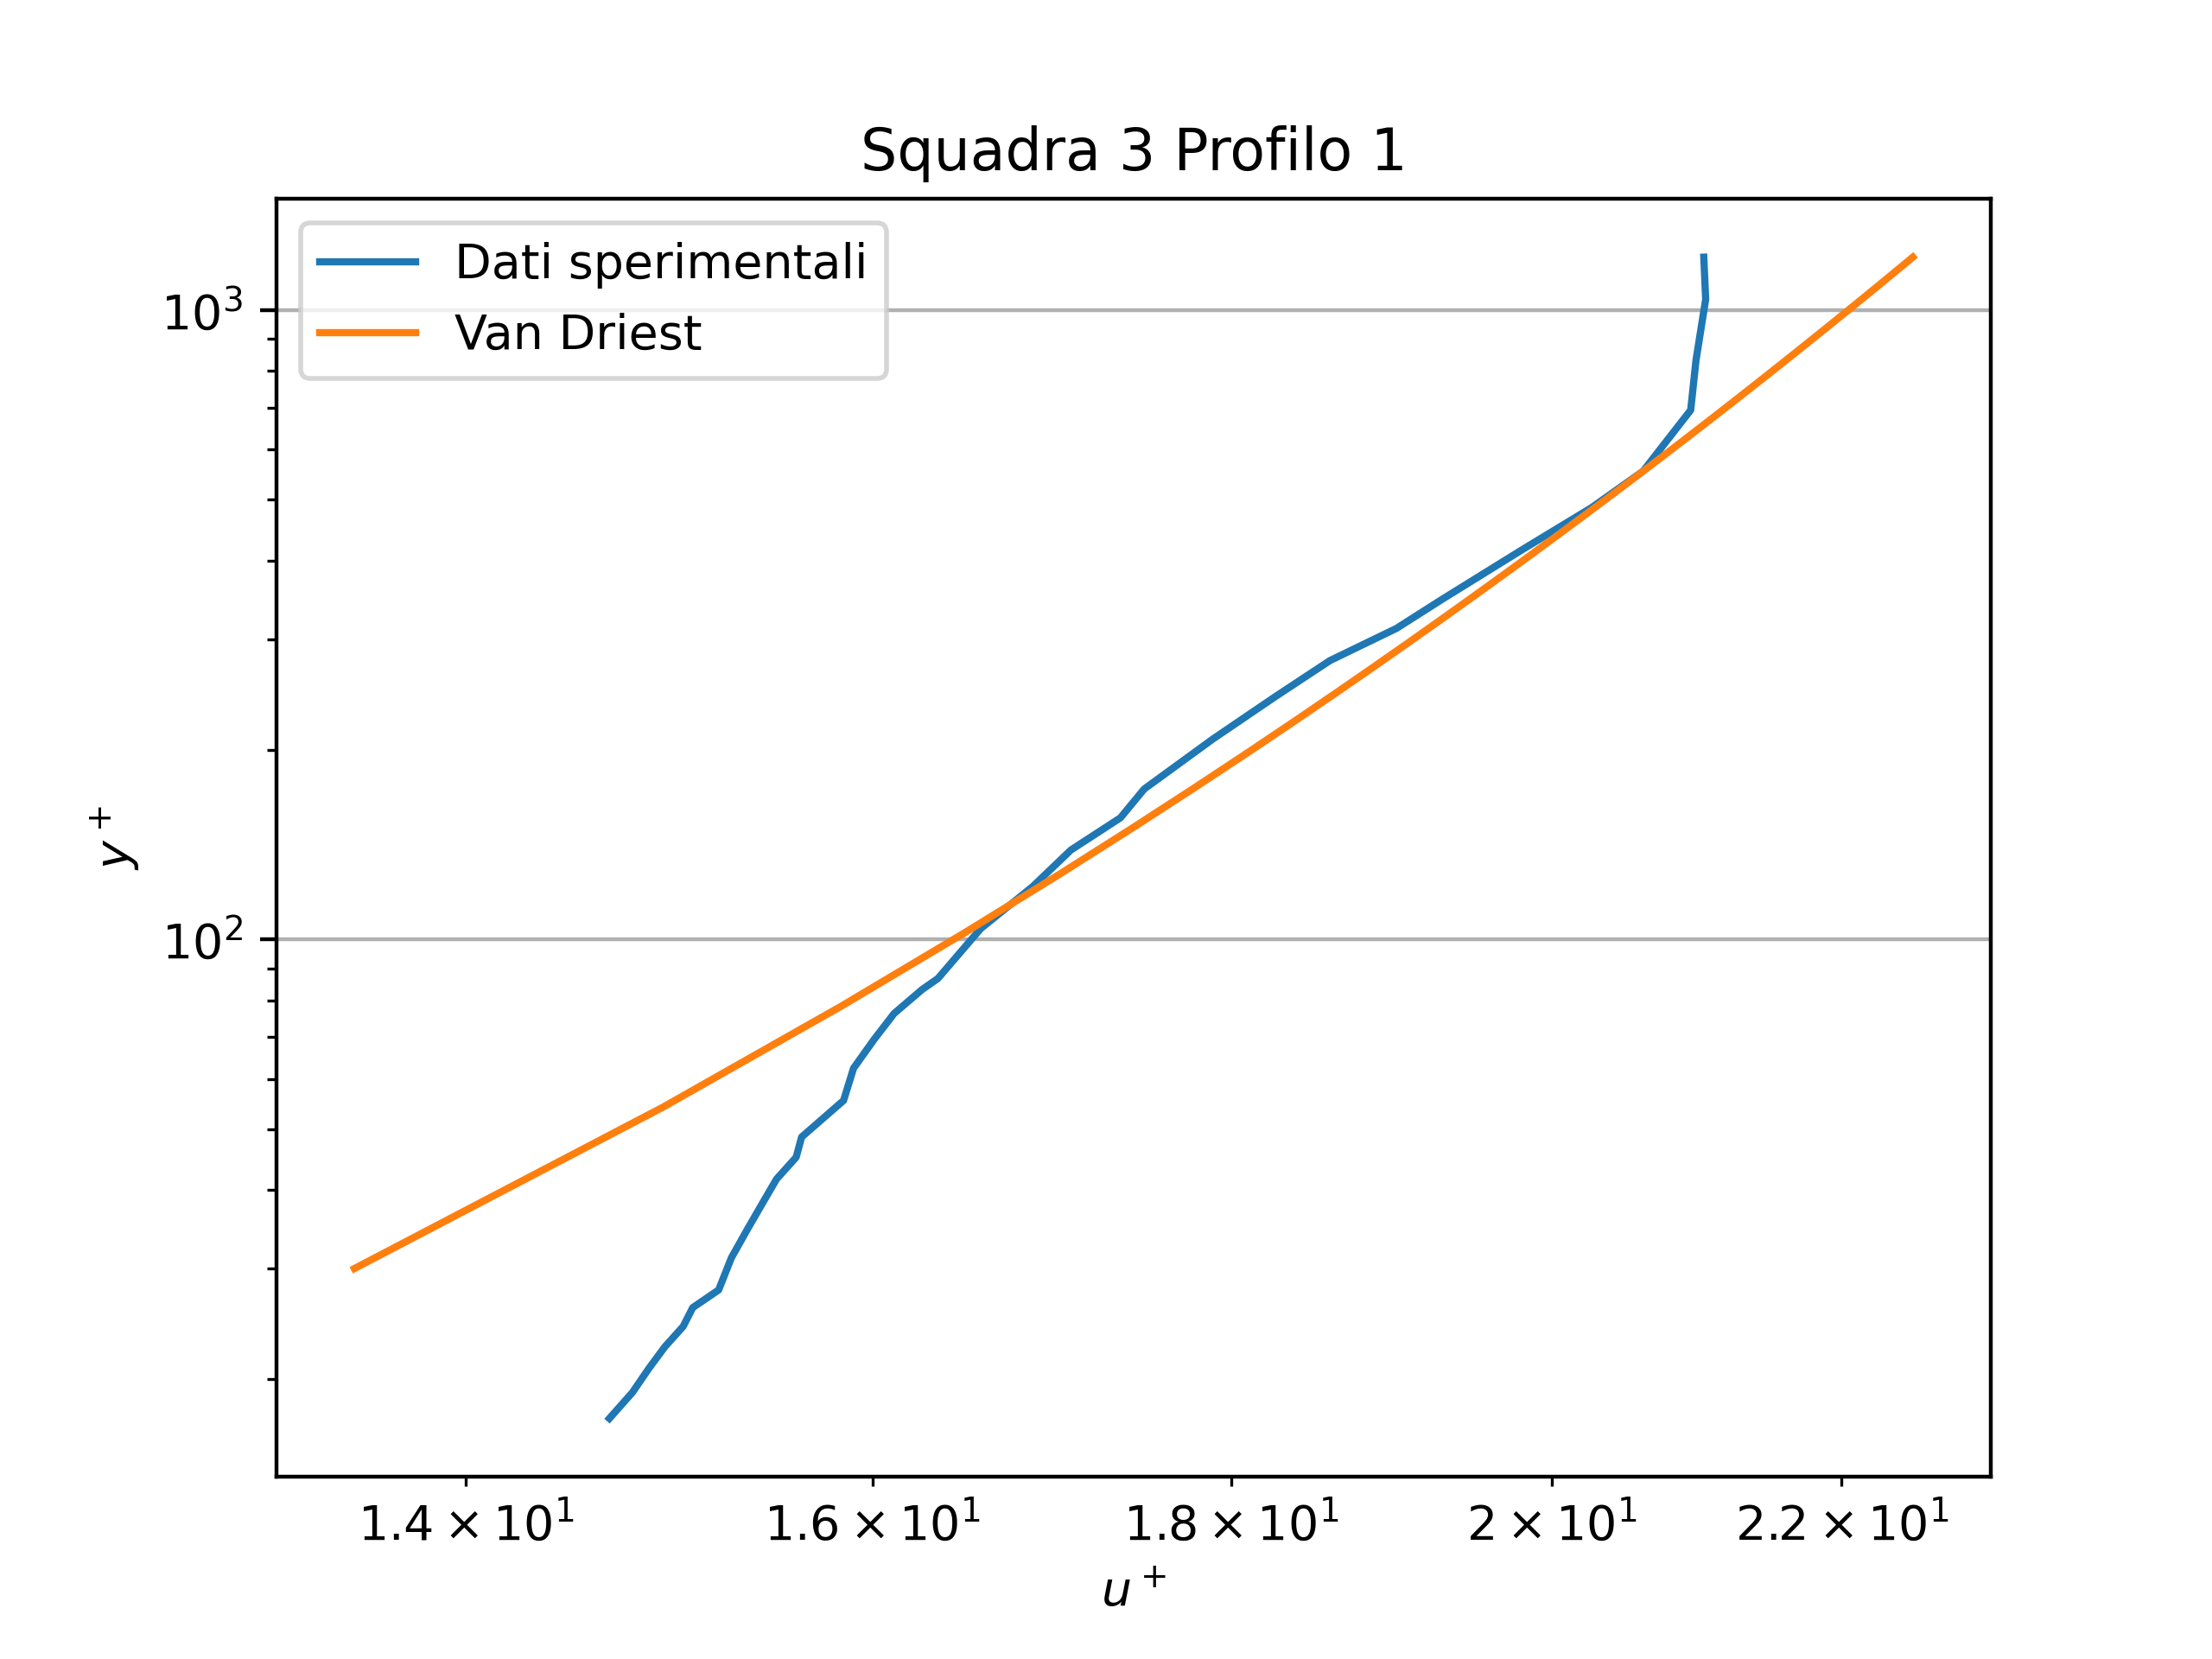 Squadra 3 Profilo 1
Dati sperimentali
Van Driest
10³
10²
y⁺
1.4 × 10¹ 1.6 × 10¹ 1.8 × 10¹ 2 × 10¹ 2.2 × 10¹
u⁺